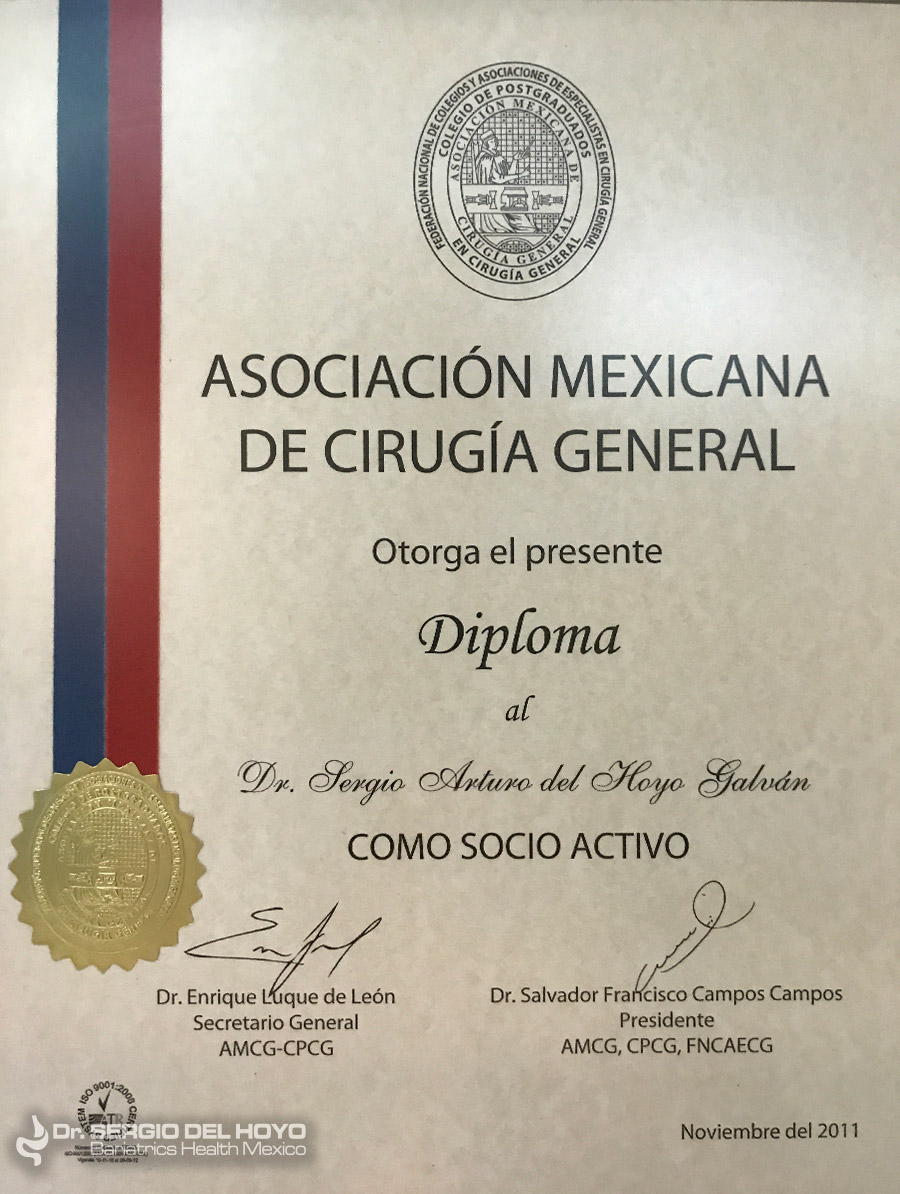 FEDERACIÓN NACIONAL DE COLEGIOS Y ASOCIACIONES DE ESPECIALISTAS EN CIRUGÍA GENERAL
COLEGIO DE POSTGRADUADOS
EN CIRUGÍA GENERAL
ASOCIACIÓN MEXICANA DE
CIRUGÍA GENERAL
ASOCIACIÓN MEXICANA
DE CIRUGÍA GENERAL
Otorga el presente
Diploma
al
Dr. Sergio Arturo del Hoyo Galván
COMO SOCIO ACTIVO
Dr. Enrique Luque de León
Secretario General
AMCG-CPCG
Dr. Salvador Francisco Campos Campos
Presidente
AMCG, CPCG, FNCAECG
ISO 9001:2008
Dr. SERGIO DEL HOYO
Bariatrics Health Mexico
Noviembre del 2011